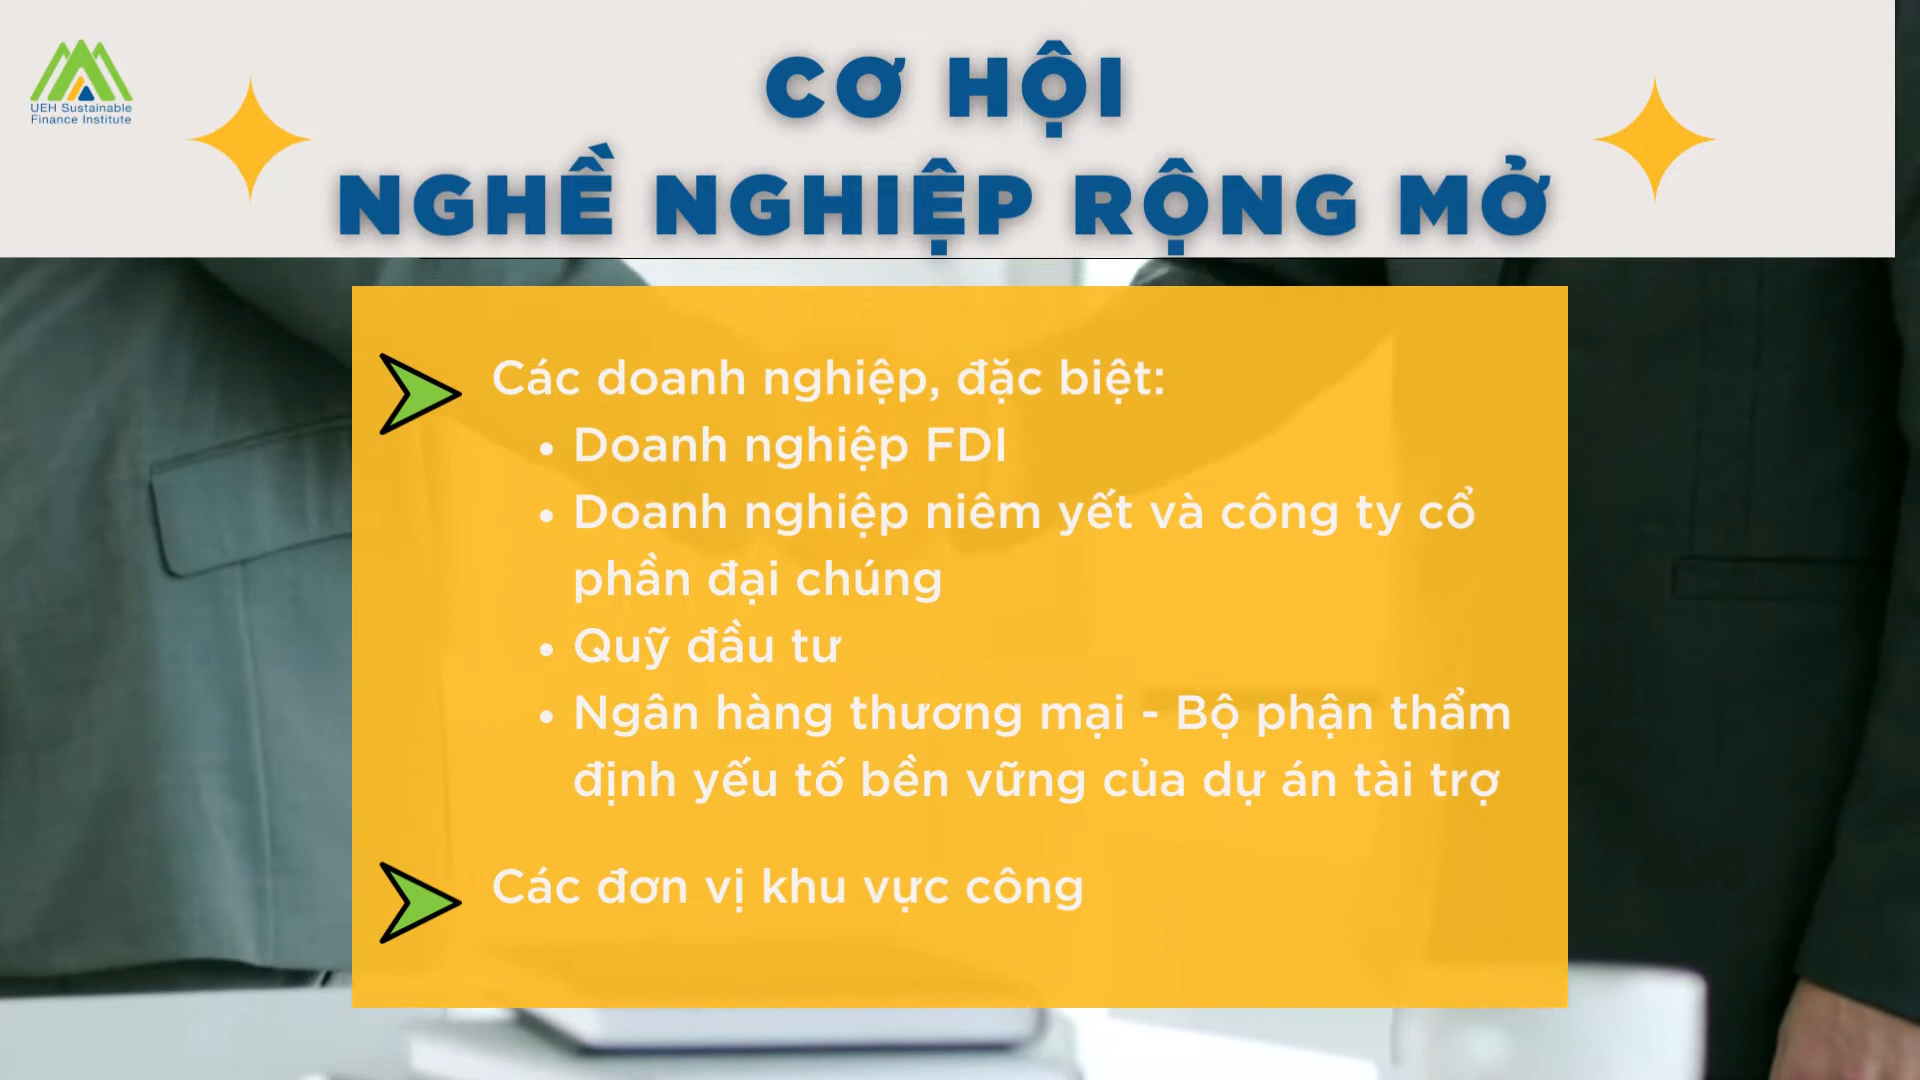 UEH Sustainable
Finance Institute
CƠ HỘI
NGHỀ NGHIỆP RỘNG MỞ
Các doanh nghiệp, đặc biệt:
• Doanh nghiệp FDI
• Doanh nghiệp niêm yết và công ty cổ
phần đại chúng
• Quỹ đầu tư
• Ngân hàng thương mại - Bộ phận thẩm
định yếu tố bền vững của dự án tài trợ
Các đơn vị khu vực công